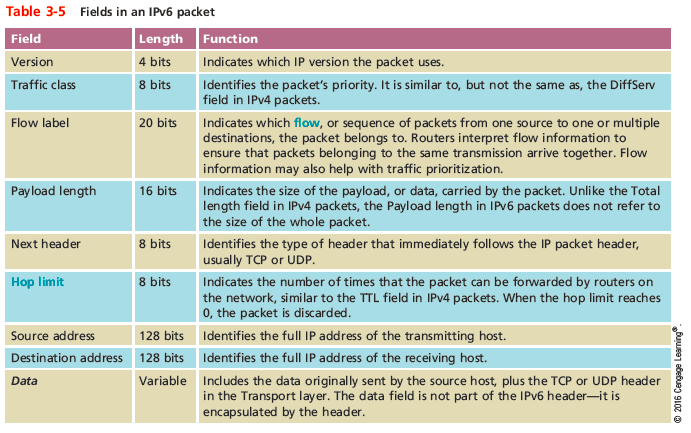 Table 3-5 Fields in an IPv6 packet
Field Length Function
Version 4 bits Indicates which IP version the packet uses.
Traffic class 8 bits Identifies the packet's priority. It is similar to, but not the same as, the DiffServ
field in IPv4 packets.
Flow label 20 bits Indicates which flow, or sequence of packets from one source to one or multiple
destinations, the packet belongs to. Routers interpret flow information to
ensure that packets belonging to the same transmission arrive together. Flow
information may also help with traffic prioritization.
Payload length 16 bits Indicates the size of the payload, or data, carried by the packet. Unlike the Total
length field in IPv4 packets, the Payload length in IPv6 packets does not refer to
the size of the whole packet.
Next header 8 bits Identifies the type of header that immediately follows the IP packet header,
usually TCP or UDP.
Hop limit 8 bits Indicates the number of times that the packet can be forwarded by routers on
the network, similar to the TTL field in IPv4 packets. When the hop limit reaches
0, the packet is discarded.
Source address 128 bits Identifies the full IP address of the transmitting host.
Destination address 128 bits Identifies the full IP address of the receiving host.
Data Variable Includes the data originally sent by the source host, plus the TCP or UDP header
in the Transport layer. The data field is not part of the IPv6 header—it is
encapsulated by the header.
© 2016 Cengage Learning®.